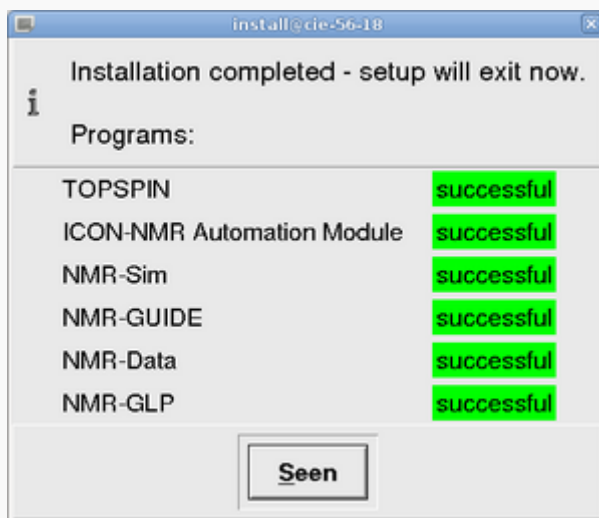 install@cie-56-18
Installation completed - setup will exit now.
Programs:
TOPSPIN successful
ICON-NMR Automation Module successful
NMR-Sim successful
NMR-GUIDE successful
NMR-Data successful
NMR-GLP successful
Seen